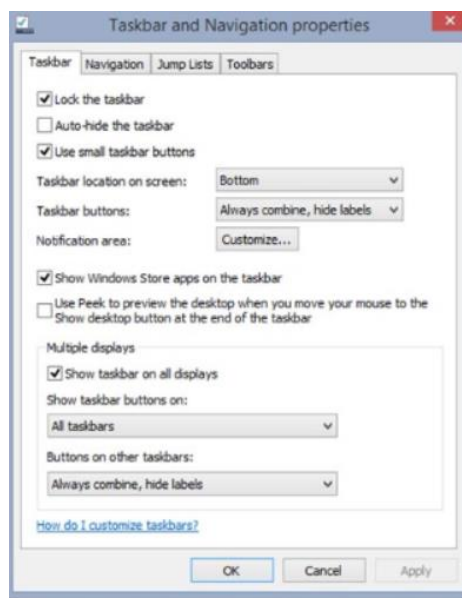 Taskbar and Navigation properties
Taskbar Navigation Jump Lists Toolbars
Lock the taskbar
Auto-hide the taskbar
Use small taskbar buttons
Taskbar location on screen: Bottom
Taskbar buttons: Always combine, hide labels
Notification area: Customize...
Show Windows Store apps on the taskbar
Use Peek to preview the desktop when you move your mouse to the
Show desktop button at the end of the taskbar
Multiple displays
Show taskbar on all displays
Show taskbar buttons on:
All taskbars
Buttons on other taskbars:
Always combine, hide labels
How do I customize taskbars?
OK Cancel Apply